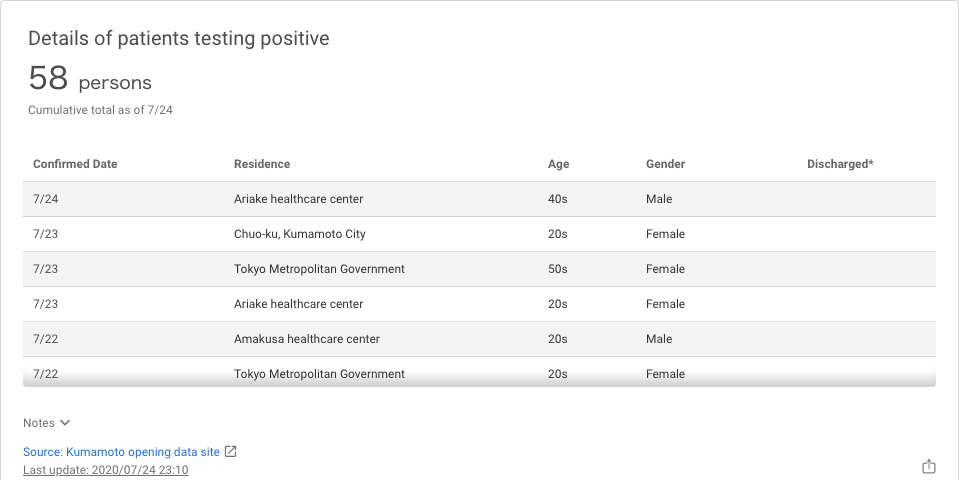 Details of patients testing positive
58 persons
Cumulative total as of 7/24
Confirmed Date Residence Age Gender Discharged*
7/24 Ariake healthcare center 40s Male
7/23 Chuo-ku, Kumamoto City 20s Female
7/23 Tokyo Metropolitan Government 50s Female
7/23 Ariake healthcare center 20s Female
7/22 Amakusa healthcare center 20s Male
7/22 Tokyo Metropolitan Government 20s Female
Notes
Source: Kumamoto opening data site
Last update: 2020/07/24 23:10